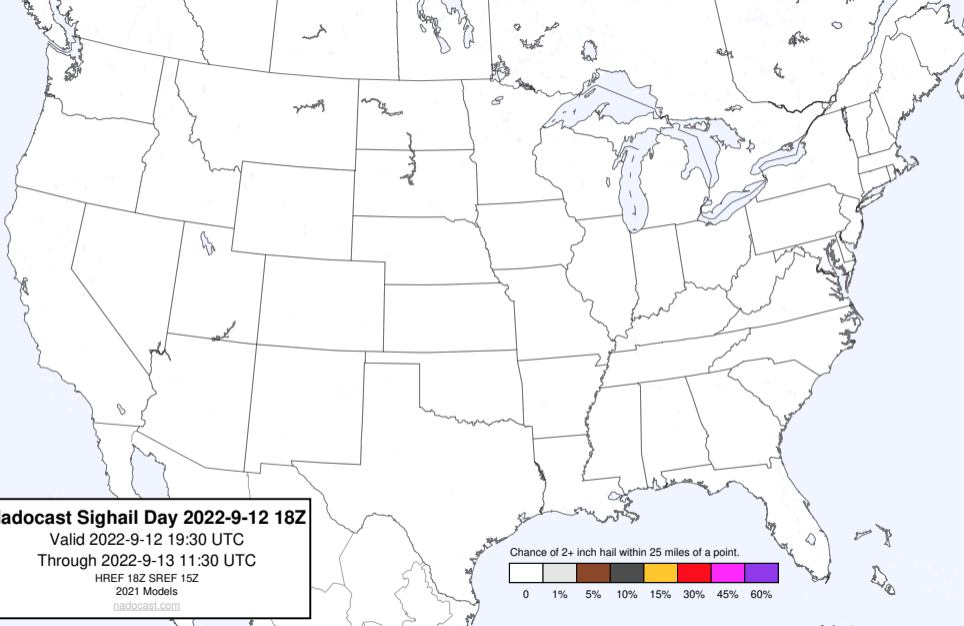 adocast Sighail Day 2022-9-12 18Z
Valid 2022-9-12 19:30 UTC
Through 2022-9-13 11:30 UTC
HREF 18Z SREF 15Z
2021 Models
nadocast.com
Chance of 2+ inch hail within 25 miles of a point.
0 1% 5% 10% 15% 30% 45% 60%